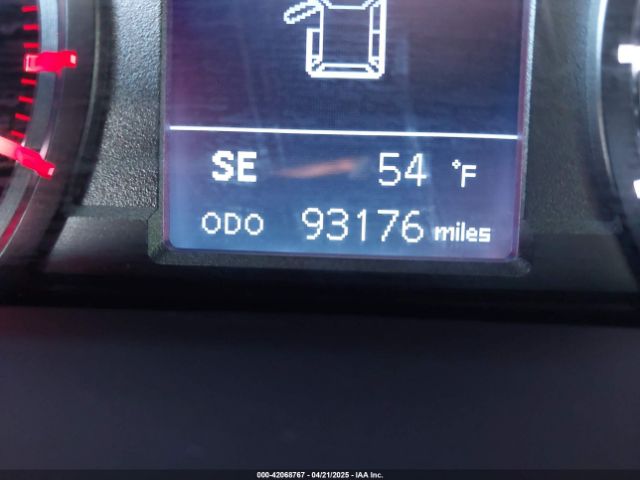 SE 54 °F
ODO 93176 miles
000-42068767 - 04/21/2025 - IAA Inc.